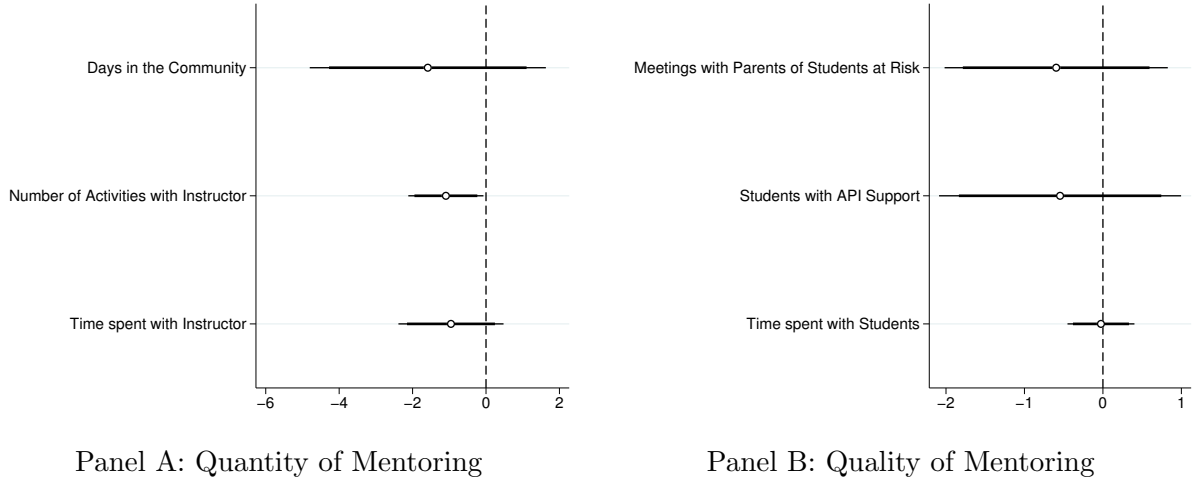 Days in the Community
Number of Activities with Instructor
Time spent with Instructor
−6 −4 −2 0 2
Panel A: Quantity of Mentoring
Meetings with Parents of Students at Risk
Students with API Support
Time spent with Students
−2 −1 0 1
Panel B: Quality of Mentoring